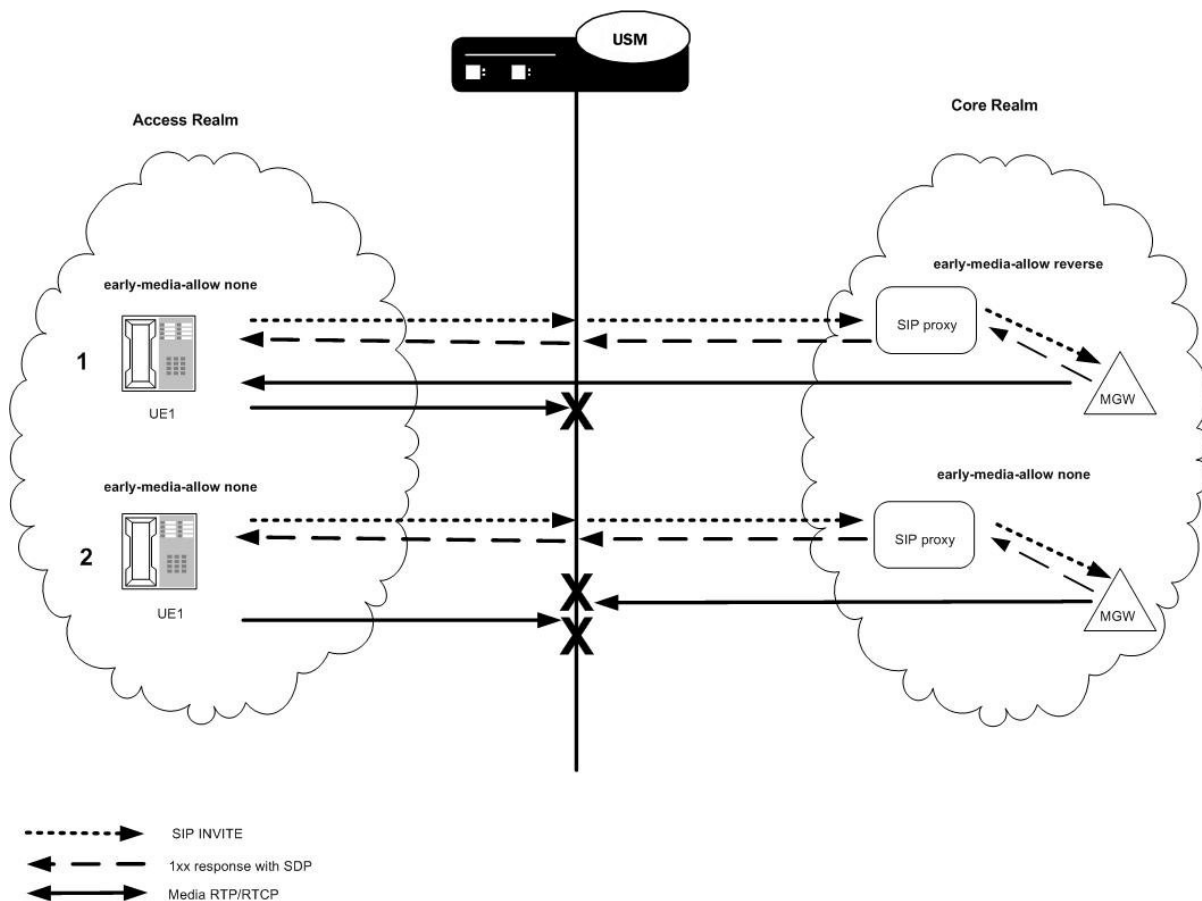 USM
Access Realm
Core Realm
early-media-allow none
early-media-allow reverse
SIP proxy
1
UE1
MGW
early-media-allow none
early-media-allow none
SIP proxy
2
UE1
MGW
SIP INVITE
1xx response with SDP
Media RTP/RTCP